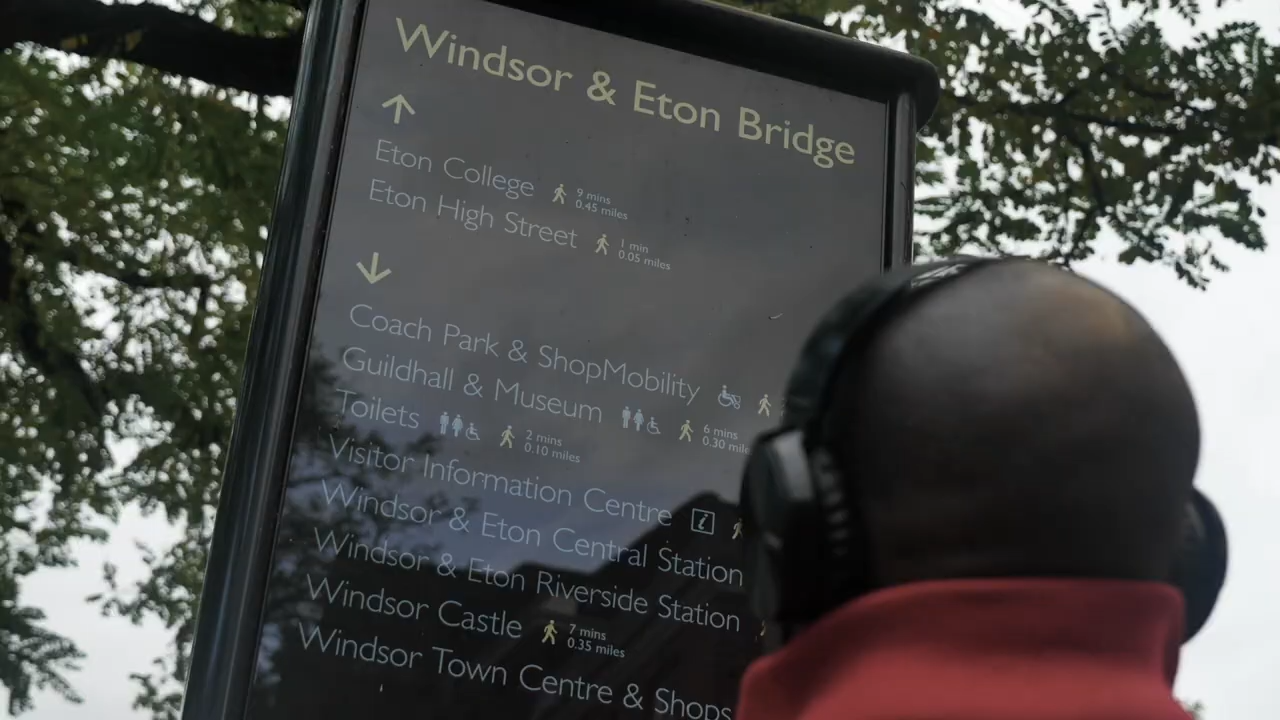 Windsor & Eton Bridge
Eton College 9 mins 0.45 miles
Eton High Street 1 min 0.05 miles
Coach Park & ShopMobility
Guildhall & Museum 6 mins 0.30 mile
Toilets 2 mins 0.10 miles
Visitor Information Centre i
Windsor & Eton Central Station
Windsor & Eton Riverside Station
Windsor Castle 7 mins 0.35 miles
Windsor Town Centre & Shops